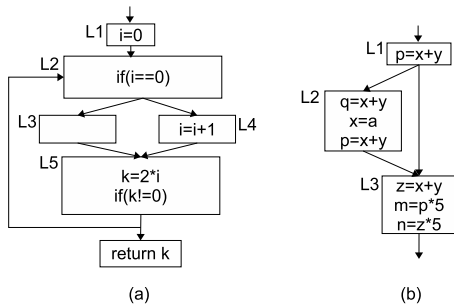 L1
i=0
L2
if(i==0)
L3
i=i+1
L4
L5
k=2*i
if(k!=0)
return k
(a)
L1
p=x+y
L2
q=x+y
x=a
p=x+y
L3
z=x+y
m=p*5
n=z*5
(b)